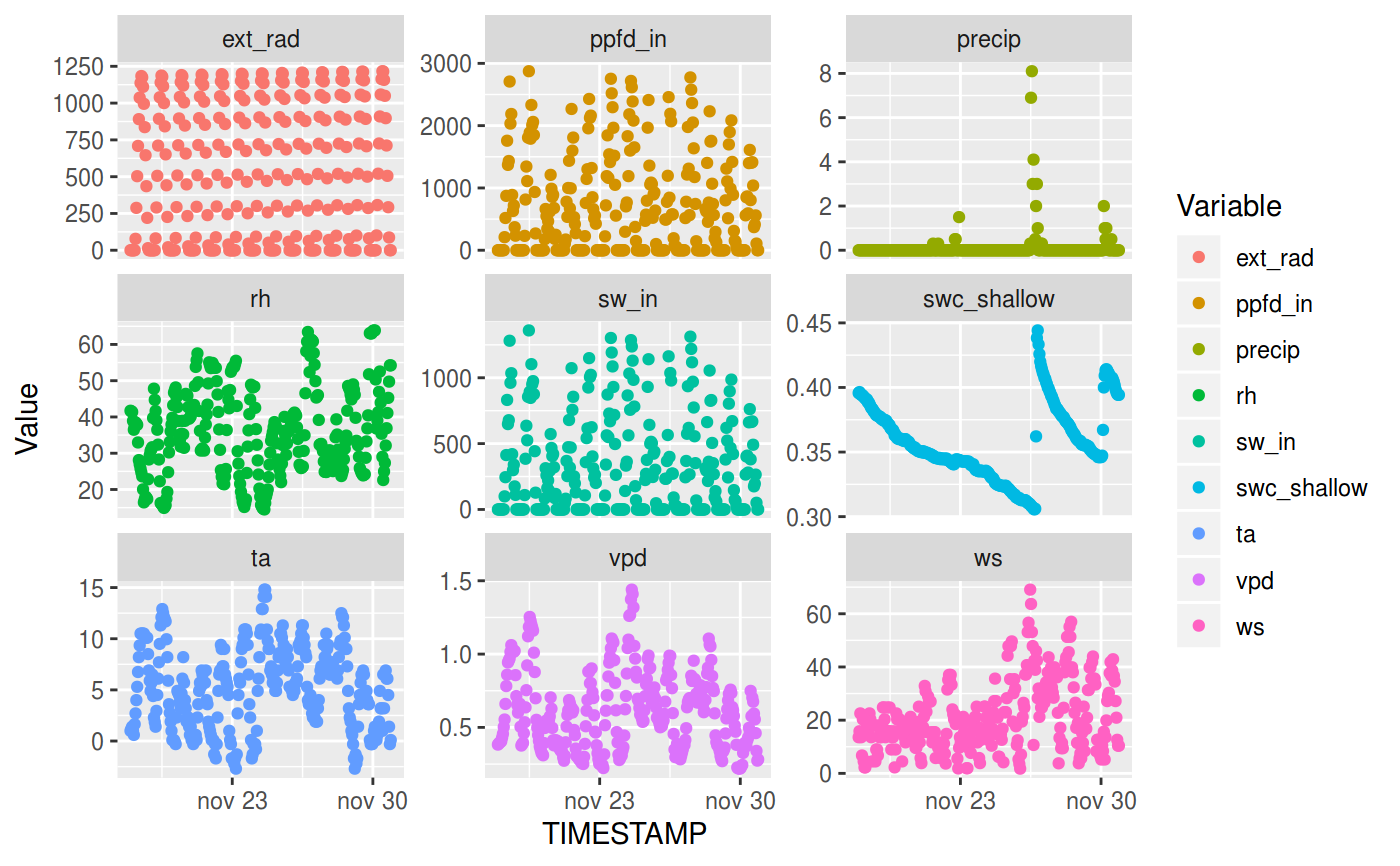 ext_rad ppfd_in precip
1250 1000 750 500 250 0
3000 2000 1000 0
8 6 4 2 0
rh sw_in swc_shallow
60 50 40 30 20
1000 500 0
0.45 0.40 0.35 0.30
ta vpd ws
15 10 5 0
1.5 1.0 0.5
60 40 20 0
nov 23 nov 30 nov 23 nov 30 nov 23 nov 30
TIMESTAMP
Value
Variable
ext_rad
ppfd_in
precip
rh
sw_in
swc_shallow
ta
vpd
ws